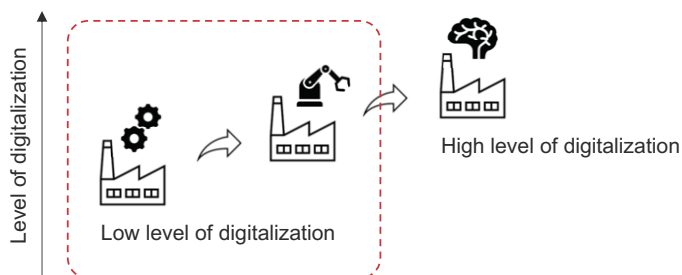 Level of digitalization
High level of digitalization
Low level of digitalization